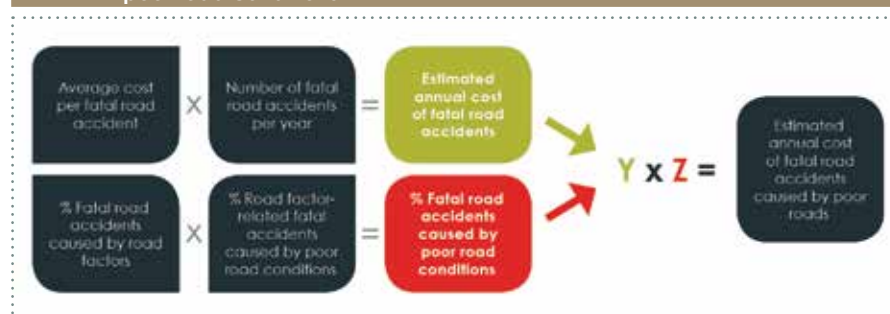 Average cost
per fatal road
accident
X
Number of fatal
road accidents
per year
=
Estimated
annual cost
of fatal road
accidents
% Fatal road
accidents
caused by road
factors
X
% Road factor-
related fatal
accidents
caused by poor
road conditions
=
% Fatal road
accidents
caused by
poor road
conditions
Y x Z =
Estimated
annual cost
of fatal road
accidents
caused by poor
roads